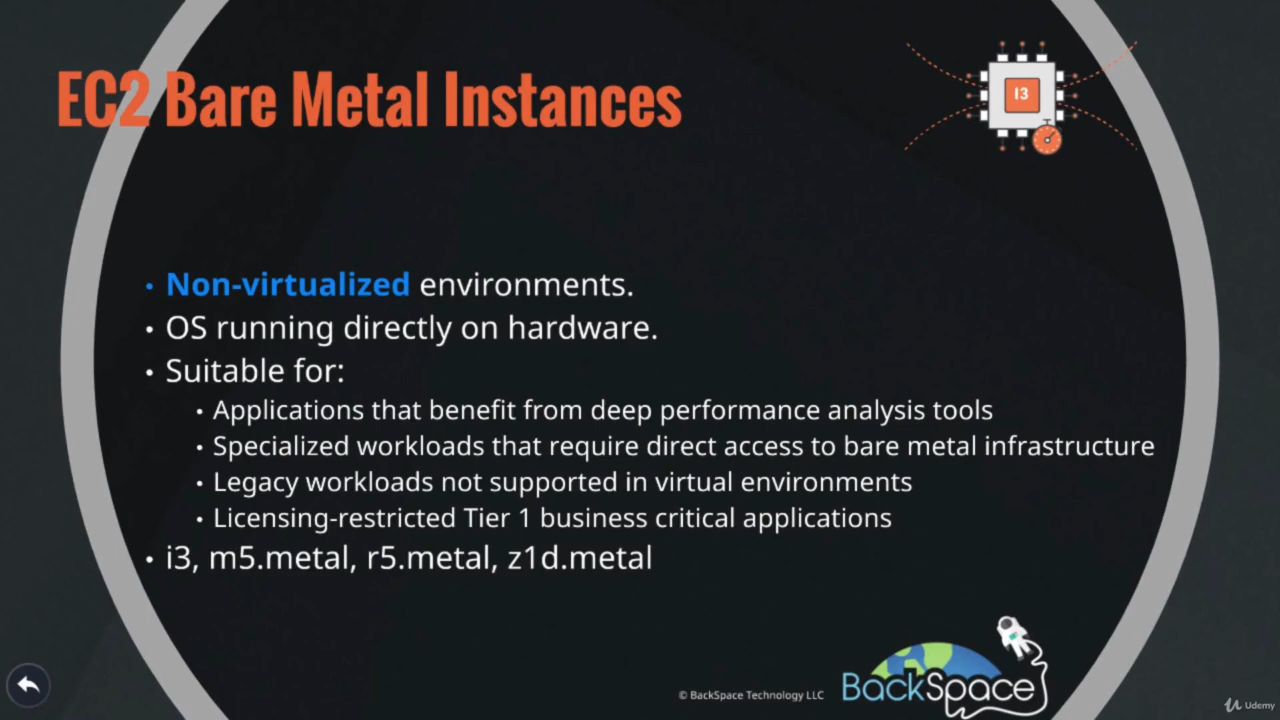 EC2 Bare Metal Instances
I3
• Non-virtualized environments.
• OS running directly on hardware.
• Suitable for:
• Applications that benefit from deep performance analysis tools
• Specialized workloads that require direct access to bare metal infrastructure
• Legacy workloads not supported in virtual environments
• Licensing-restricted Tier 1 business critical applications
• i3, m5.metal, r5.metal, z1d.metal
© BackSpace Technology LLC
BackSpace
Udemy